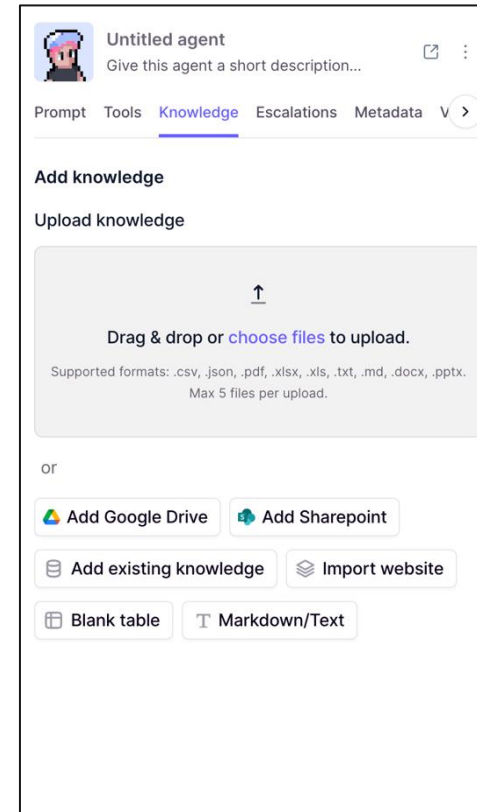 Untitled agent
Give this agent a short description...
Prompt Tools Knowledge Escalations Metadata
Add knowledge
Upload knowledge
Drag & drop or choose files to upload.
Supported formats: .csv, .json, .pdf, .xlsx, .xls, .txt, .md, .docx, .pptx.
Max 5 files per upload.
or
Add Google Drive Add Sharepoint
Add existing knowledge Import website
Blank table Markdown/Text